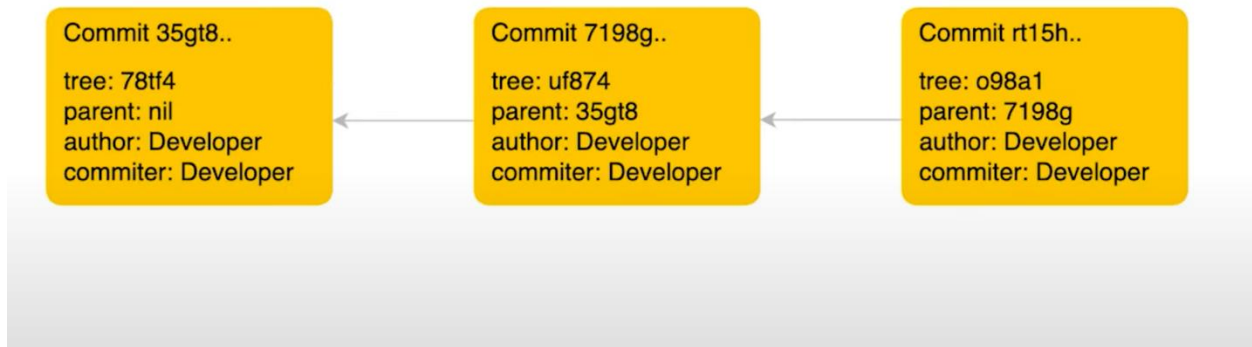 Commit 35gt8..
tree: 78tf4
parent: nil
author: Developer
commiter: Developer
Commit 7198g..
tree: uf874
parent: 35gt8
author: Developer
commiter: Developer
Commit rt15h..
tree: o98a1
parent: 7198g
author: Developer
commiter: Developer